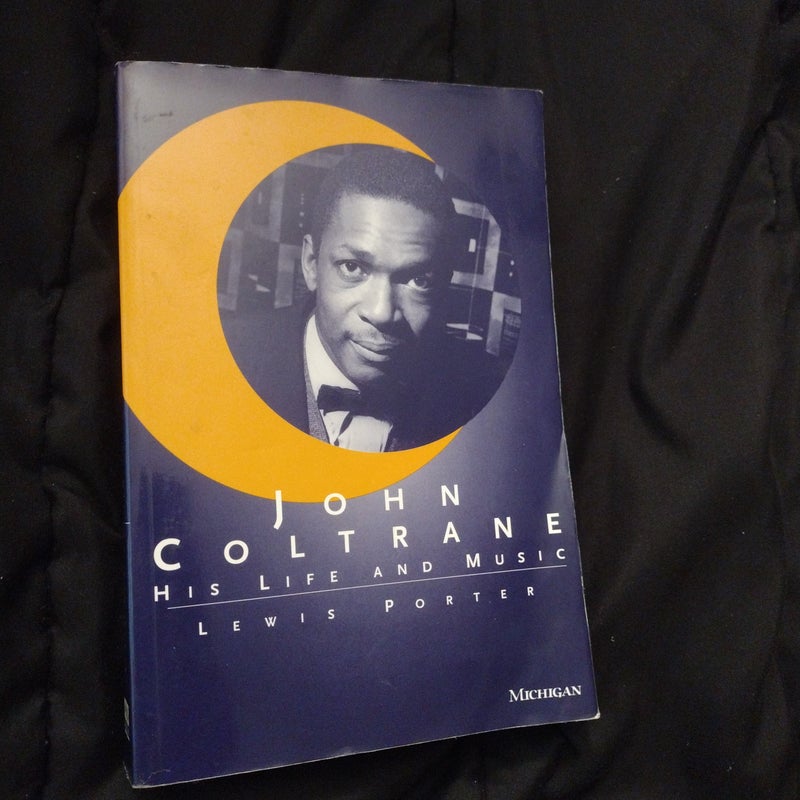 John
Coltrane
His Life and Music
Lewis Porter
Michigan